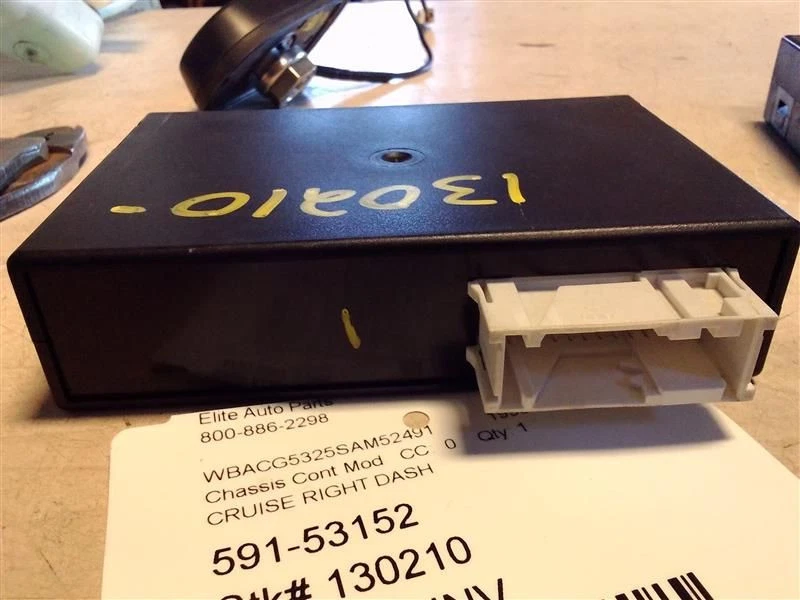 130210-
1
Elite Auto Parts
800-886-2298
WBACG5325SAM52491
Chassis Cont Mod CC 0 Qty 1
CRUISE RIGHT DASH
591-53152
Stk# 130210